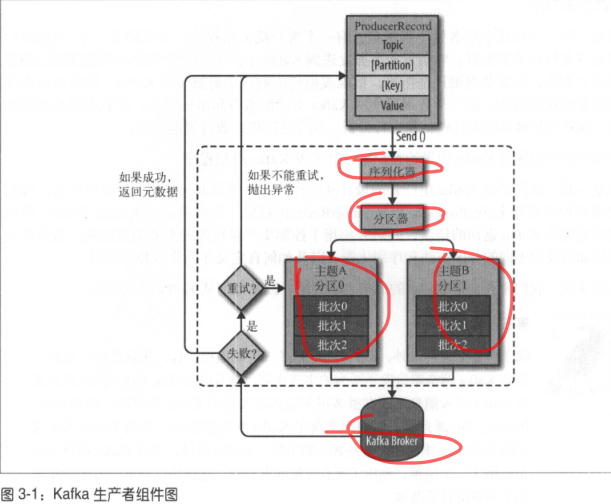 ProducerRecord
Topic
[Partition]
[Key]
Value
Send ()
如果成功，
返回元数据
如果不能重试，
抛出异常
序列化器
分区器
主题A
分区0
批次0
批次1
批次2
主题B
分区1
批次0
批次1
批次2
重试？
是
是
失败？
Kafka Broker
图 3-1：Kafka 生产者组件图